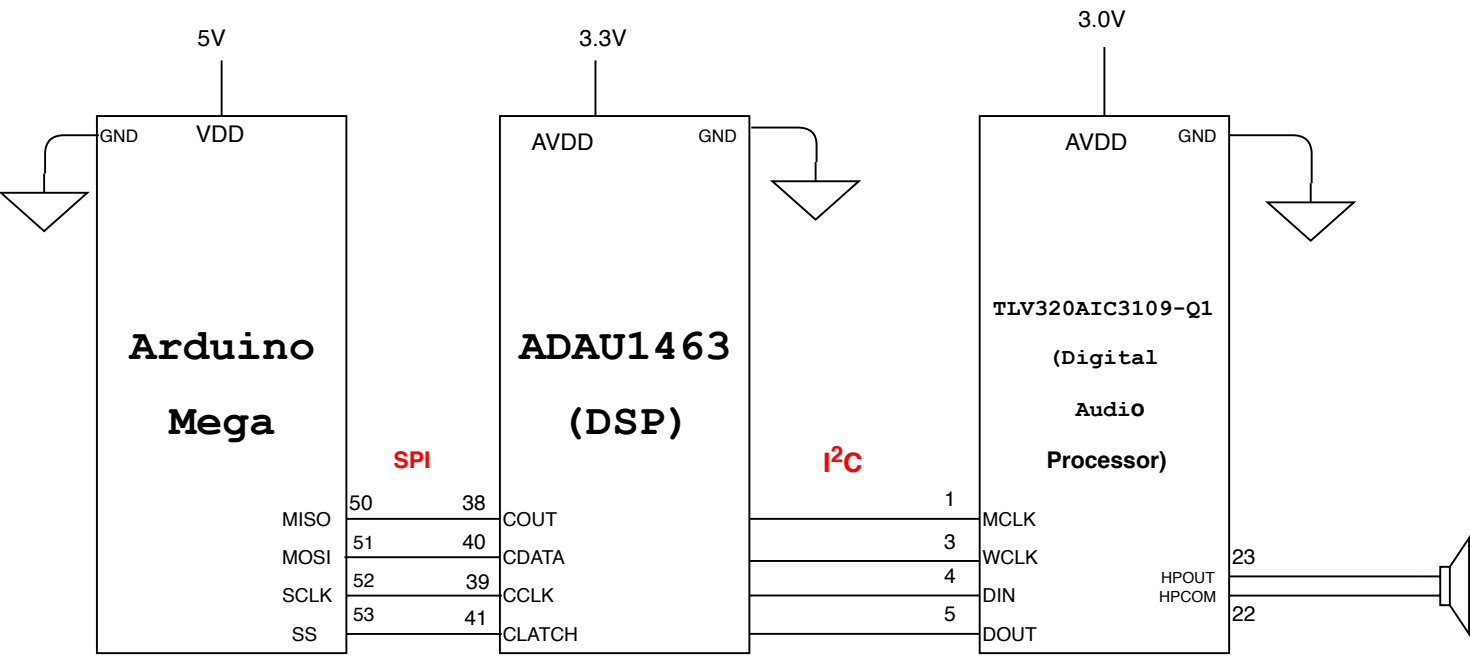 5V
3.3V
3.0V
GND
VDD
AVDD
GND
AVDD
GND
Arduino
Mega
ADAU1463
(DSP)
TLV320AIC3109-Q1
(Digital
Audio
Processor)
SPI
I²C
MISO
50
38
COUT
MOSI
51
40
CDATA
SCLK
52
39
CCLK
SS
53
41
CLATCH
1
MCLK
3
WCLK
4
DIN
5
DOUT
HPOUT
23
HPCOM
22